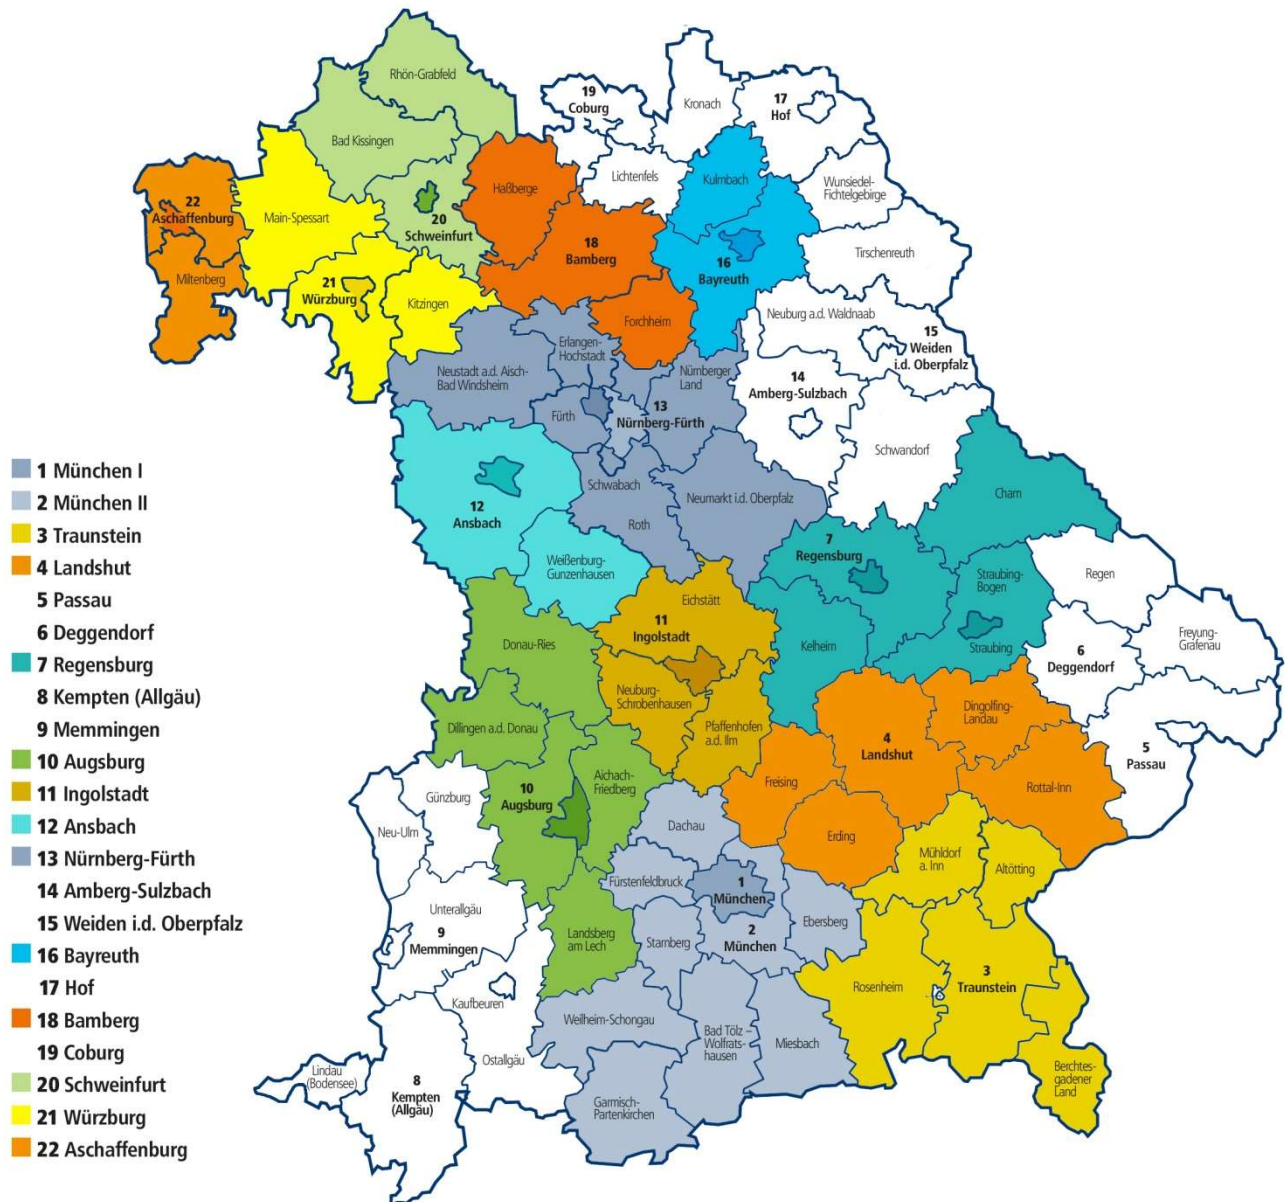 Rhön-Grabfeld
19
Coburg
Kronach
17
Hof
Bad Kissingen
Lichtenfels
Kulmbach
Wunsiedel-
Fichtelgebirge
Haßberge
22
Aschaffenburg
Main-Spessart
20
Schweinfurt
18
Bamberg
16
Bayreuth
Tirschenreuth
Miltenberg
21
Würzburg
Kitzingen
Forchheim
Neuburg a.d. Waldnaab
15
Weiden
i.d. Oberpfalz
Erlangen-
Hochstadt
Neustadt a.d. Aisch-
Bad Windsheim
Nürnberger
Land
14
Amberg-Sulzbach
Fürth
13
Nürnberg-Fürth
Schwandorf
Schwabach
Neumarkt i.d. Oberpfalz
Cham
12
Ansbach
Roth
7
Regensburg
Weißenburg-
Gunzenhausen
Straubing-
Bogen
Regen
Eichstätt
11
Ingolstadt
Donau-Ries
Kelheim
Straubing
6
Deggendorf
Freyung-
Grafenau
Neuburg-
Schrobenhausen
Dillingen a.d. Donau
Pfaffenhofen
a.d. Ilm
Dingolfing-
Landau
4
Landshut
5
Passau
Aichach-
Friedberg
10
Augsburg
Günzburg
Freising
Rottal-Inn
Neu-Ulm
Dachau
Erding
Mühldorf
a. Inn
Altötting
Fürstenfeldbruck
1
München
Unterallgäu
9
Memmingen
Landsberg
am Lech
Starnberg
2
München
Ebersberg
Kaufbeuren
Rosenheim
3
Traunstein
Weilheim-Schongau
Bad Tölz –
Wolfrats-
hausen
Miesbach
Ostallgäu
Lindau
(Bodensee)
8
Kempten
(Allgäu)
Garmisch-
Partenkirchen
Berchtes-
gadener
Land
1 München I
2 München II
3 Traunstein
4 Landshut
5 Passau
6 Deggendorf
7 Regensburg
8 Kempten (Allgäu)
9 Memmingen
10 Augsburg
11 Ingolstadt
12 Ansbach
13 Nürnberg-Fürth
14 Amberg-Sulzbach
15 Weiden i.d. Oberpfalz
16 Bayreuth
17 Hof
18 Bamberg
19 Coburg
20 Schweinfurt
21 Würzburg
22 Aschaffenburg